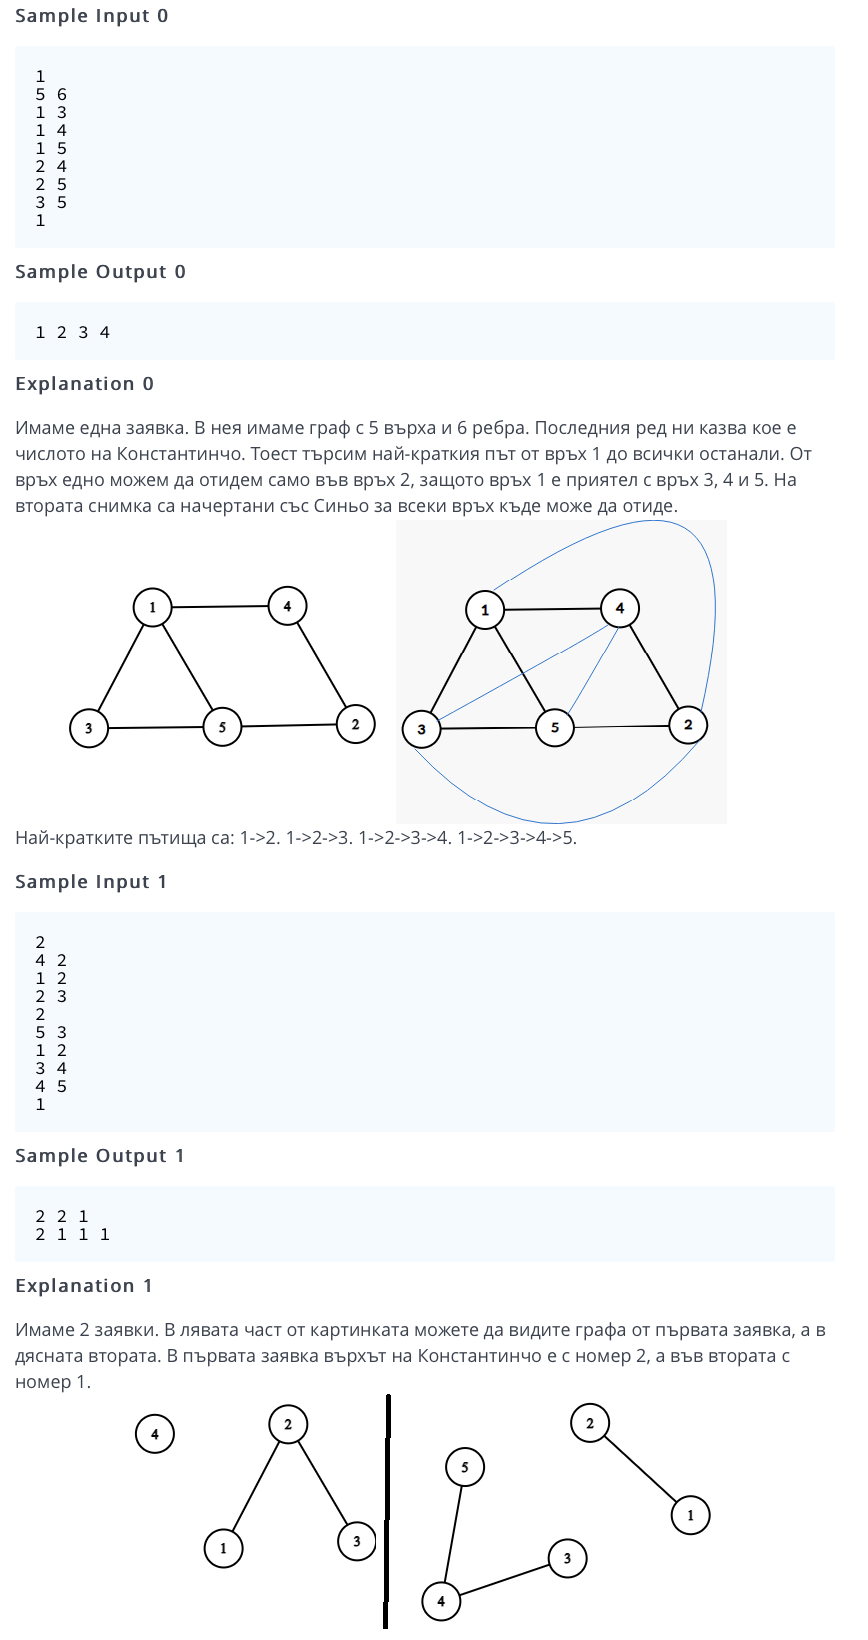 Sample Input 0
1
5 6
1 3
1 4
1 5
2 4
2 5
3 5
1
Sample Output 0
1 2 3 4
Explanation 0
Имаме една заявка. В нея имаме граф с 5 върха и 6 ребра. Последния ред ни казва кое е
числото на Константинчо. Тоест търсим най-краткия път от връх 1 до всички останали. От
връх едно можем да отидем само във връх 2, защото връх 1 е приятел с връх 3, 4 и 5. На
втората снимка са начертани със Синьо за всеки връх къде може да отиде.
1 4
3 5 2
1 4
3 5 2
Най-кратките пътища са: 1->2. 1->2->3. 1->2->3->4. 1->2->3->4->5.
Sample Input 1
2
4 2
1 2
2 3
2
5 3
1 2
3 4
4 5
1
Sample Output 1
2 2 1
2 1 1 1
Explanation 1
Имаме 2 заявки. В лявата част от картинката можете да видите графа от първата заявка, а в
дясната втората. В първата заявка върхът на Константинчо е с номер 2, а във втората с
номер 1.
4 2
1 3
2
5
1
3
4